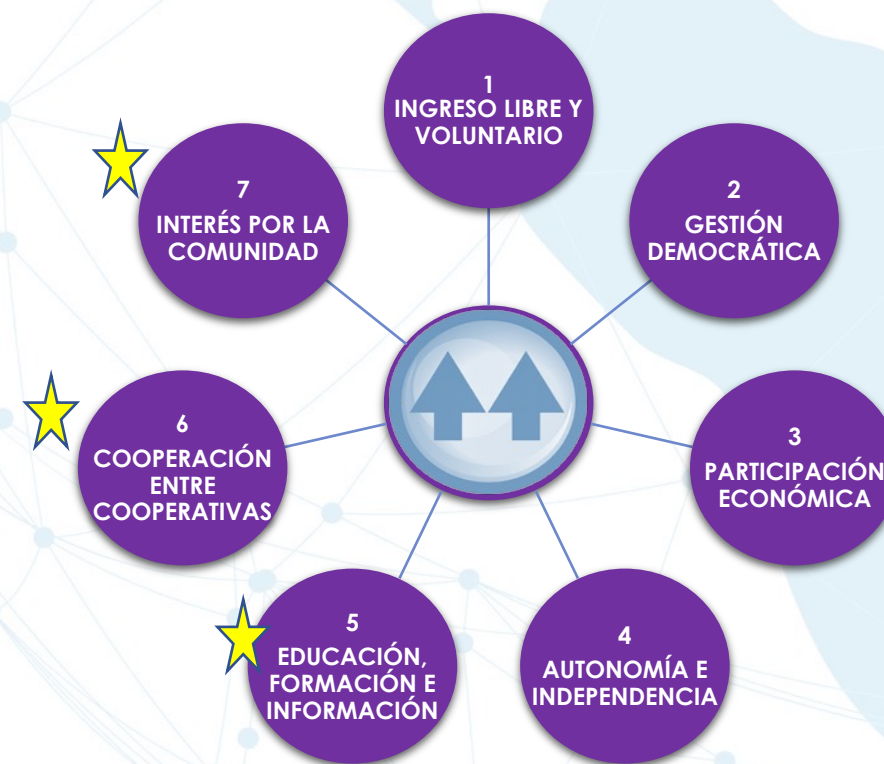 1
INGRESO LIBRE Y
VOLUNTARIO
2
GESTIÓN
DEMOCRÁTICA
3
PARTICIPACIÓN
ECONÓMICA
4
AUTONOMÍA E
INDEPENDENCIA
5
EDUCACIÓN,
FORMACIÓN E
INFORMACIÓN
6
COOPERACIÓN
ENTRE
COOPERATIVAS
7
INTERÉS POR LA
COMUNIDAD